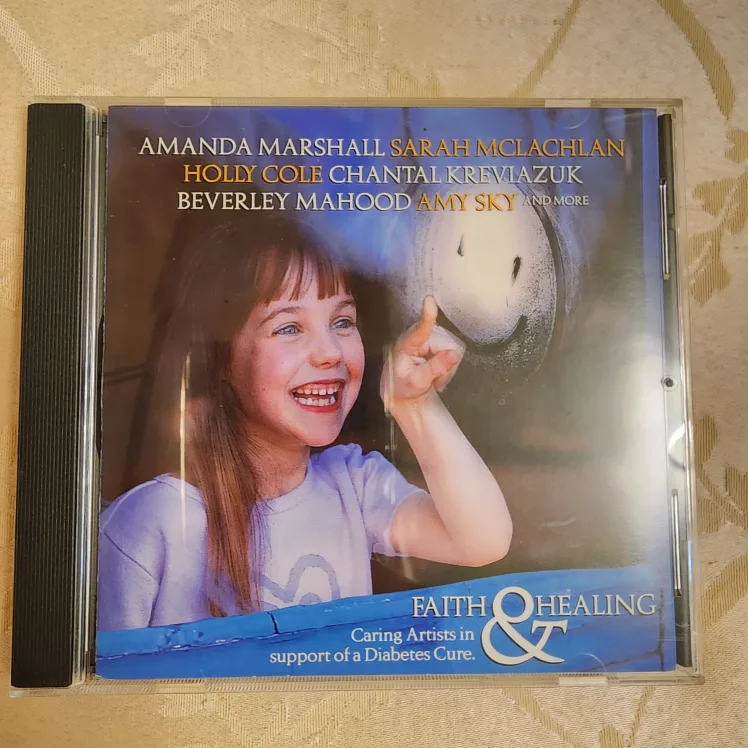 AMANDA MARSHALL SARAH MCLACHLAN
HOLLY COLE CHANTAL KREVIAZUK
BEVERLEY MAHOOD AMY SKY AND MORE
FAITH & HEALING
Caring Artists in
support of a Diabetes Cure.